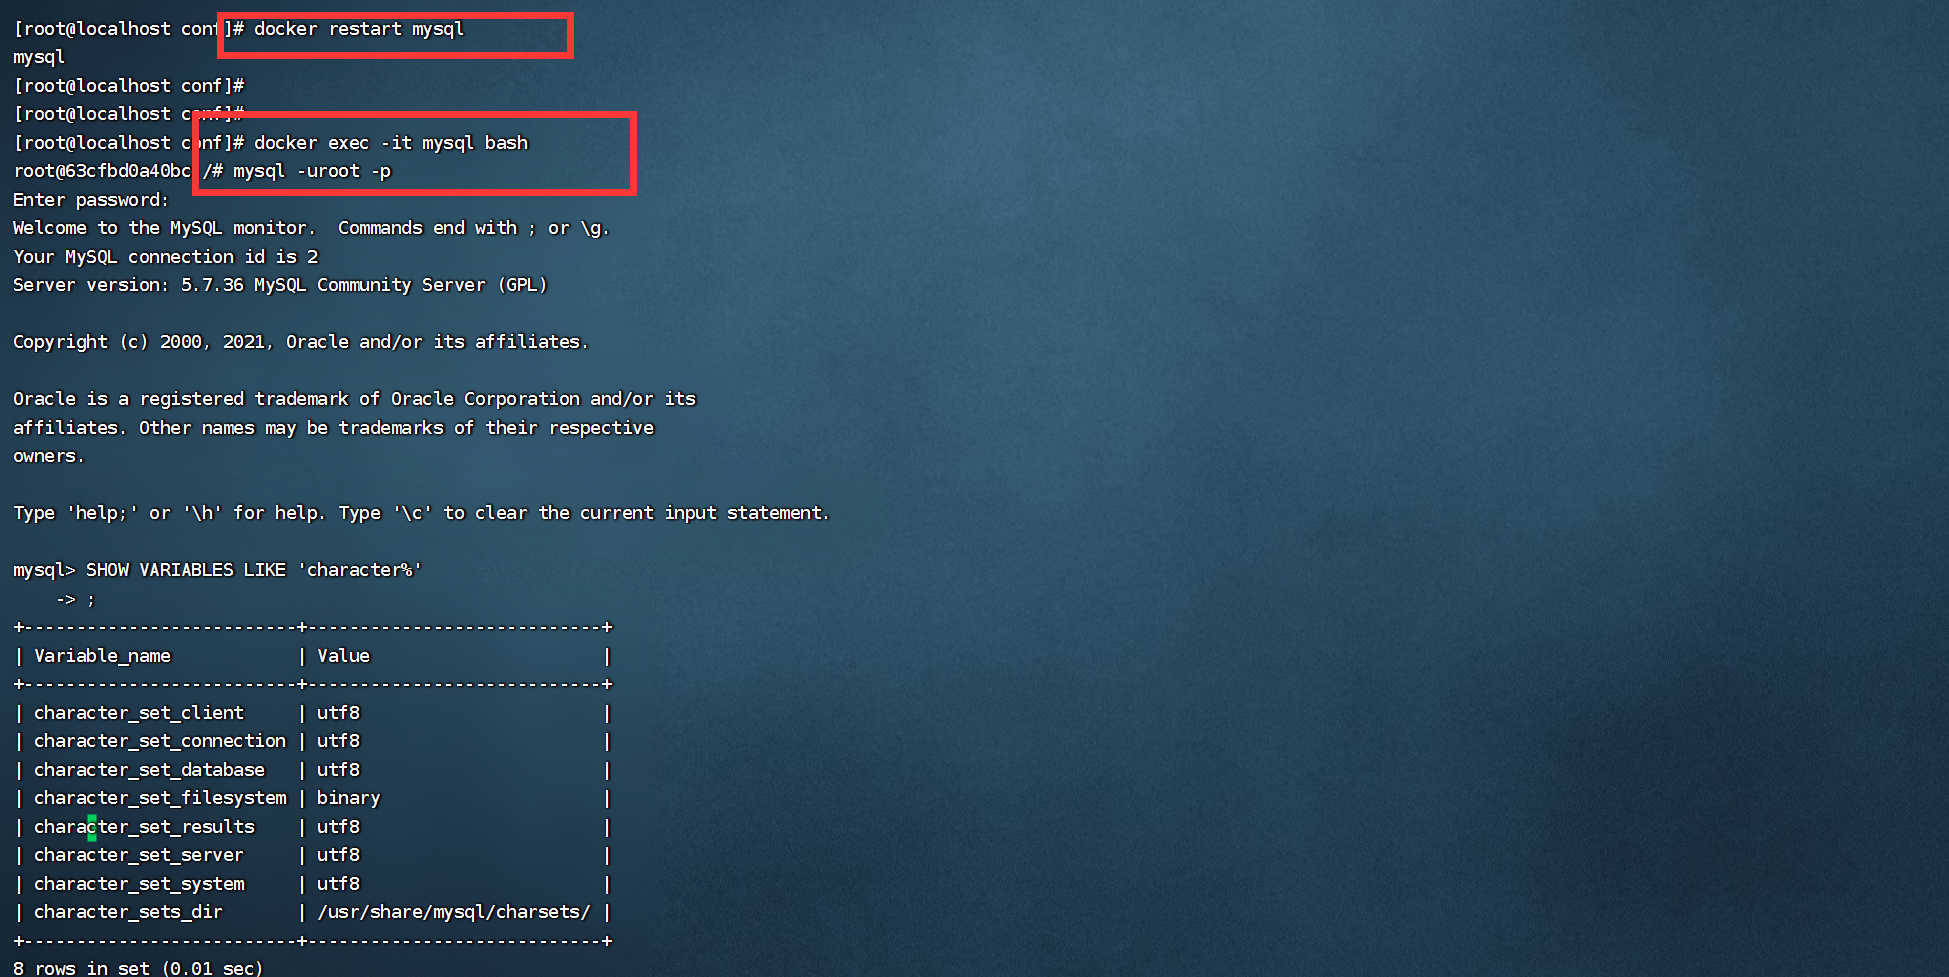 [root@localhost conf]# docker restart mysql
mysql
[root@localhost conf]#
[root@localhost conf]#
[root@localhost conf]# docker exec -it mysql bash
root@63cfbd0a40bc:/# mysql -uroot -p
Enter password:
Welcome to the MySQL monitor.  Commands end with ; or \g.
Your MySQL connection id is 2
Server version: 5.7.36 MySQL Community Server (GPL)
Copyright (c) 2000, 2021, Oracle and/or its affiliates.
Oracle is a registered trademark of Oracle Corporation and/or its
affiliates. Other names may be trademarks of their respective
owners.
Type 'help;' or '\h' for help. Type '\c' to clear the current input statement.
mysql> SHOW VARIABLES LIKE 'character%'
    -> ;
+--------------------------+----------------------------+
| Variable_name            | Value                      |
+--------------------------+----------------------------+
| character_set_client     | utf8                       |
| character_set_connection | utf8                       |
| character_set_database   | utf8                       |
| character_set_filesystem | binary                     |
| character_set_results    | utf8                       |
| character_set_server     | utf8                       |
| character_set_system     | utf8                       |
| character_sets_dir       | /usr/share/mysql/charsets/ |
+--------------------------+----------------------------+
8 rows in set (0.01 sec)